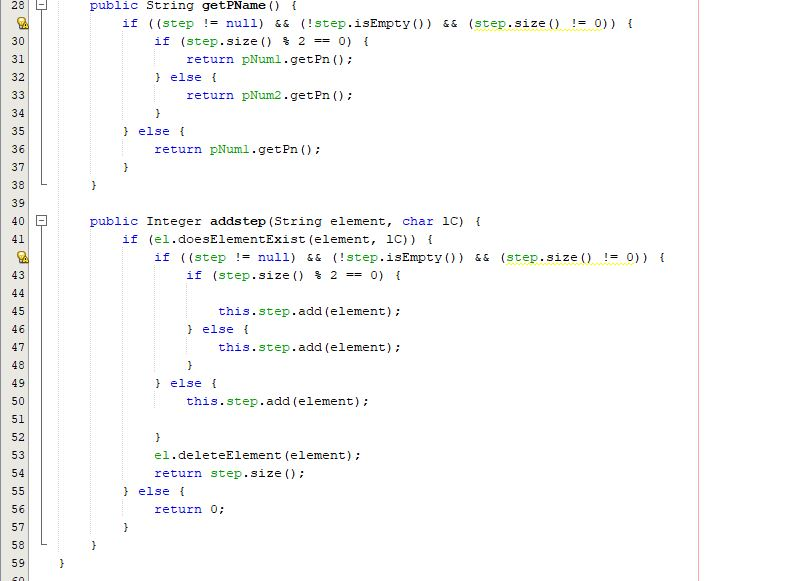 28 public String getPName() {
if ((step != null) && (!step.isEmpty()) && (step.size() != 0)) {
30 if (step.size() % 2 == 0) {
31 return pNum1.getPn();
32 } else {
33 return pNum2.getPn();
34 }
35 } else {
36 return pNum1.getPn();
37 }
38 }
39
40 public Integer addstep(String element, char lC) {
41 if (el.doesElementExist(element, lC)) {
if ((step != null) && (!step.isEmpty()) && (step.size() != 0)) {
43 if (step.size() % 2 == 0) {
44
45 this.step.add(element);
46 } else {
47 this.step.add(element);
48 }
49 } else {
50 this.step.add(element);
51
52 }
53 el.deleteElement(element);
54 return step.size();
55 } else {
56 return 0;
57 }
58 }
59 }
60